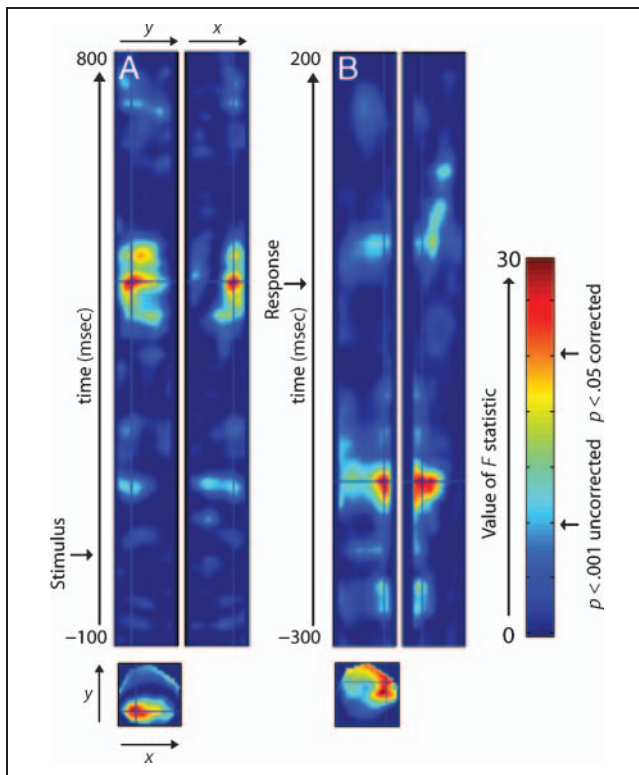 y
x
800
A
200
B
time (msec)
Stimulus
−100
Response
time (msec)
−300
30
Value of F statistic
0
p < .05 corrected
p < .001 uncorrected
y
x